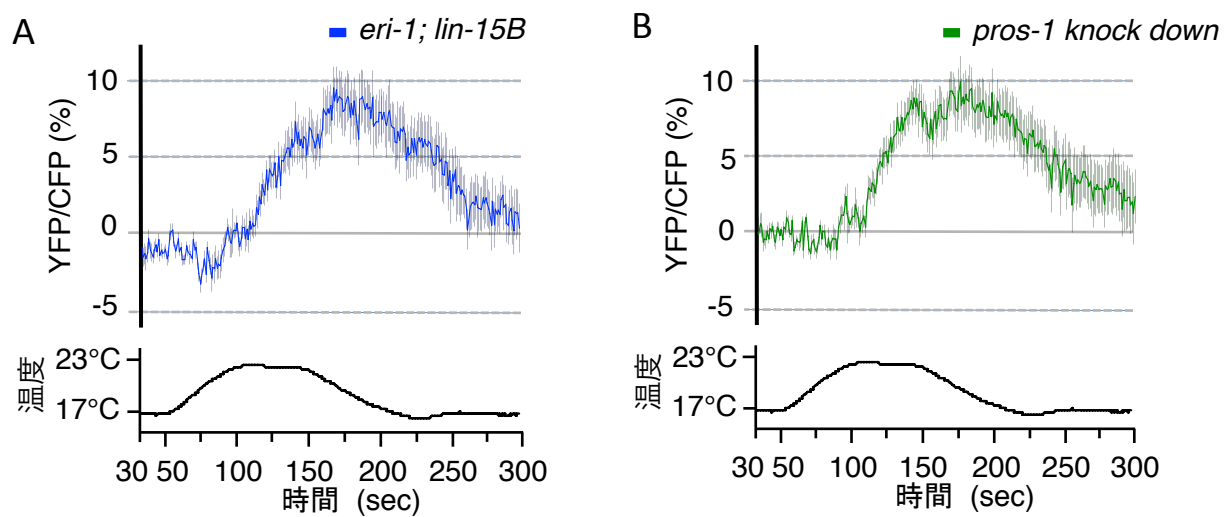 A
eri-1; lin-15B
YFP/CFP (%)
10
5
0
-5
温度
23°C
17°C
30 50 100 150 200 250 300
時間 (sec)
B
pros-1 knock down
YFP/CFP (%)
10
5
0
-5
温度
23°C
17°C
30 50 100 150 200 250 300
時間 (sec)